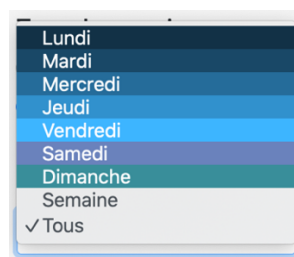 Lundi
Mardi
Mercredi
Jeudi
Vendredi
Samedi
Dimanche
Semaine
✓Tous